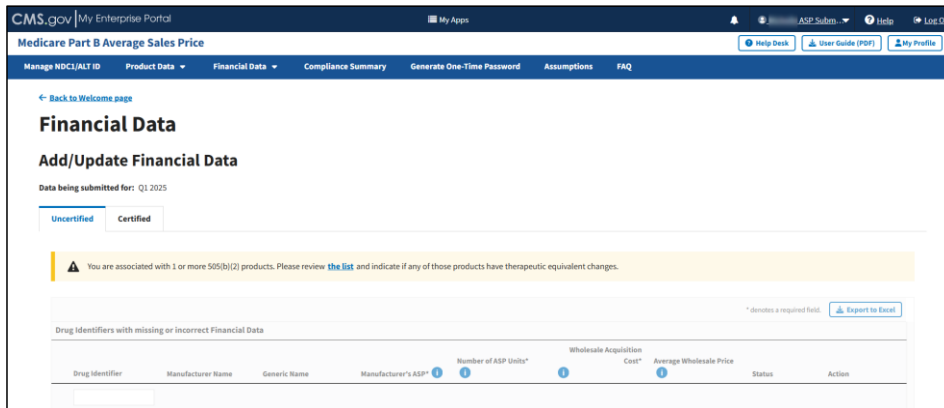 CMS.gov My Enterprise Portal My Apps ASP Subm... Help Log O
Medicare Part B Average Sales Price Help Desk User Guide (PDF) My Profile
Manage NDC1/ALT ID Product Data Financial Data Compliance Summary Generate One-Time Password Assumptions FAQ
← Back to Welcome page
Financial Data
Add/Update Financial Data
Data being submitted for: Q1 2025
Uncertified Certified
You are associated with 1 or more 505(b)(2) products. Please review the list and indicate if any of those products have therapeutic equivalent changes.
* denotes a required field. Export to Excel
Drug Identifiers with missing or incorrect Financial Data
Wholesale Acquisition
Number of ASP Units* Cost* Average Wholesale Price
Drug Identifier Manufacturer Name Generic Name Manufacturer's ASP* Status Action